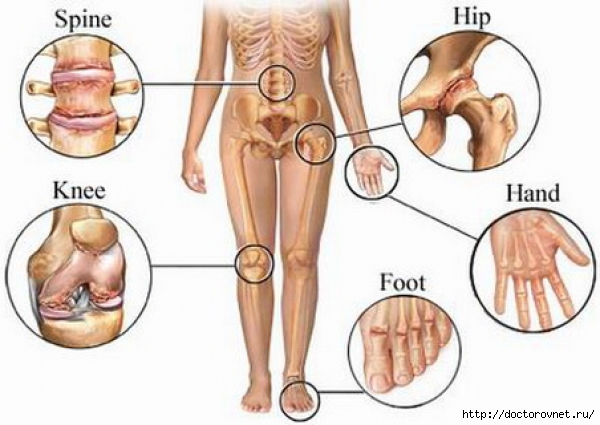 Spine
Hip
Knee
Hand
Foot
http://doctorovnet.ru/